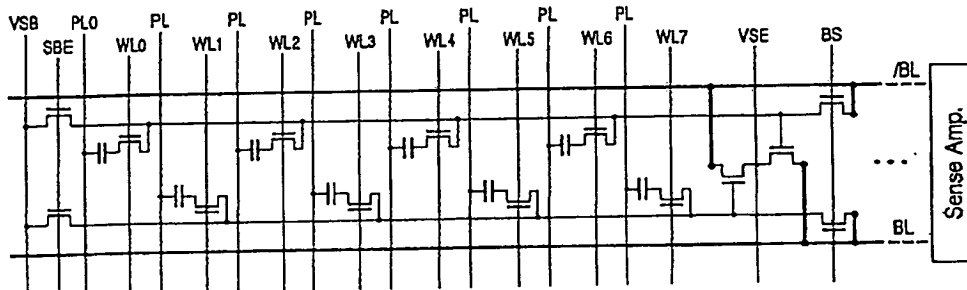 VSB PL0 PL PL PL PL PL PL PL
SBE WL0 WL1 WL2 WL3 WL4 WL5 WL6 WL7 VSE BS
/BL
BL
Sense Amp.